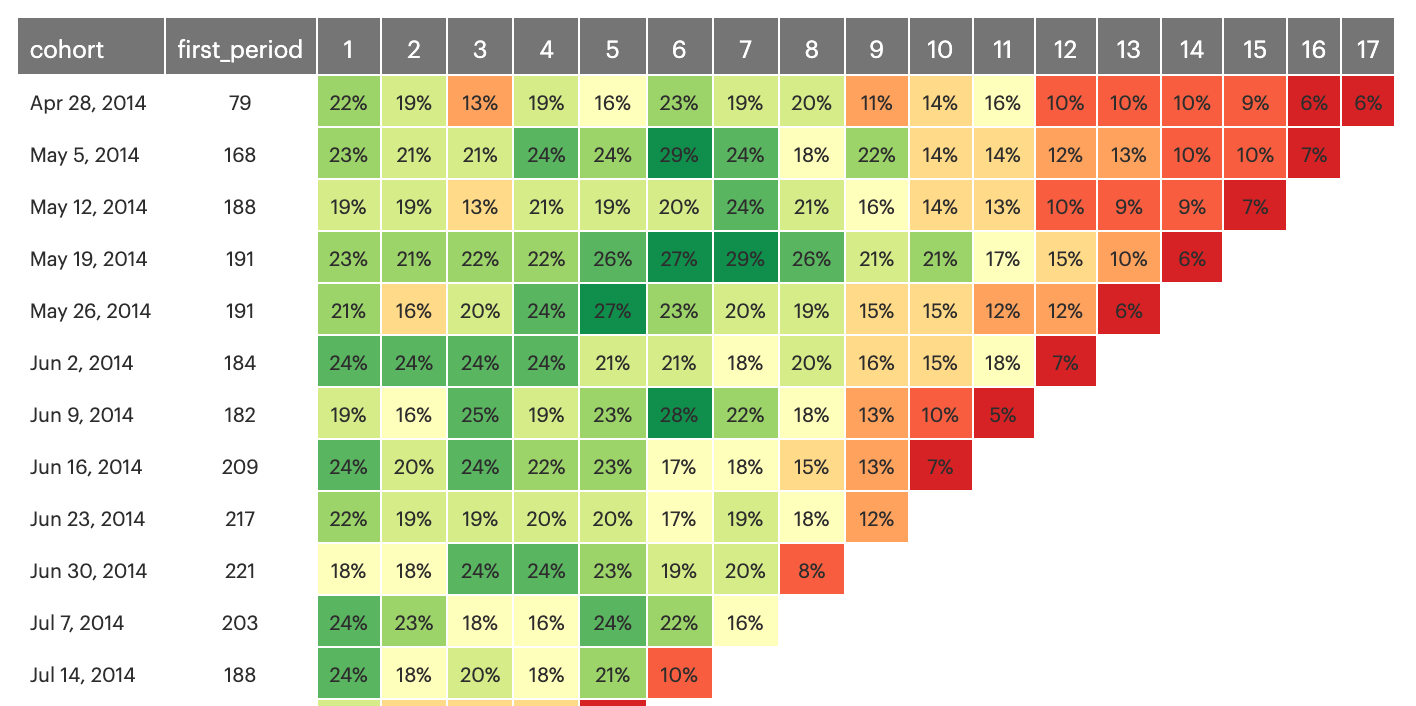 cohort first_period 1 2 3 4 5 6 7 8 9 10 11 12 13 14 15 16 17
Apr 28, 2014 79 22% 19% 13% 19% 16% 23% 19% 20% 11% 14% 16% 10% 10% 10% 9% 6% 6%
May 5, 2014 168 23% 21% 21% 24% 24% 29% 24% 18% 22% 14% 14% 12% 13% 10% 10% 7%
May 12, 2014 188 19% 19% 13% 21% 19% 20% 24% 21% 16% 14% 13% 10% 9% 9% 7%
May 19, 2014 191 23% 21% 22% 22% 26% 27% 29% 26% 21% 21% 17% 15% 10% 6%
May 26, 2014 191 21% 16% 20% 24% 27% 23% 20% 19% 15% 15% 12% 12% 6%
Jun 2, 2014 184 24% 24% 24% 24% 21% 21% 18% 20% 16% 15% 18% 7%
Jun 9, 2014 182 19% 16% 25% 19% 23% 28% 22% 18% 13% 10% 5%
Jun 16, 2014 209 24% 20% 24% 22% 23% 17% 18% 15% 13% 7%
Jun 23, 2014 217 22% 19% 19% 20% 20% 17% 19% 18% 12%
Jun 30, 2014 221 18% 18% 24% 24% 23% 19% 20% 8%
Jul 7, 2014 203 24% 23% 18% 16% 24% 22% 16%
Jul 14, 2014 188 24% 18% 20% 18% 21% 10%